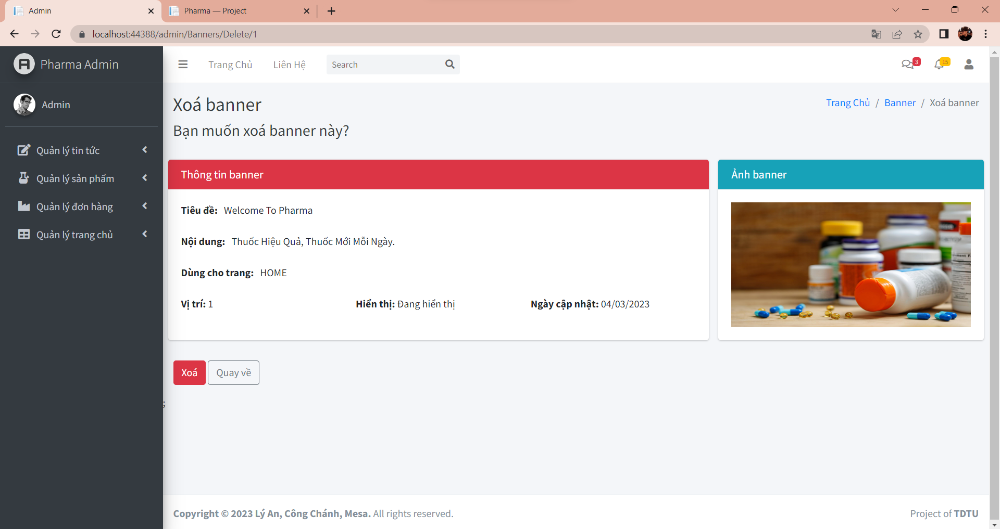 Admin
Pharma — Project
localhost:44388/admin/Banners/Delete/1
Pharma Admin
Trang Chủ
Liên Hệ
Search
3
15
Admin
Quản lý tin tức
Quản lý sản phẩm
Quản lý đơn hàng
Quản lý trang chủ
Xoá banner
Trang Chủ / Banner / Xoá banner
Bạn muốn xoá banner này?
Thông tin banner
Tiêu đề: Welcome To Pharma
Nội dung: Thuốc Hiệu Quả, Thuốc Mới Mỗi Ngày.
Dùng cho trang: HOME
Vị trí: 1
Hiển thị: Đang hiển thị
Ngày cập nhật: 04/03/2023
Ảnh banner
Xoá
Quay về
;
Copyright © 2023 Lý An, Công Chánh, Mesa. All rights reserved.
Project of TDTU